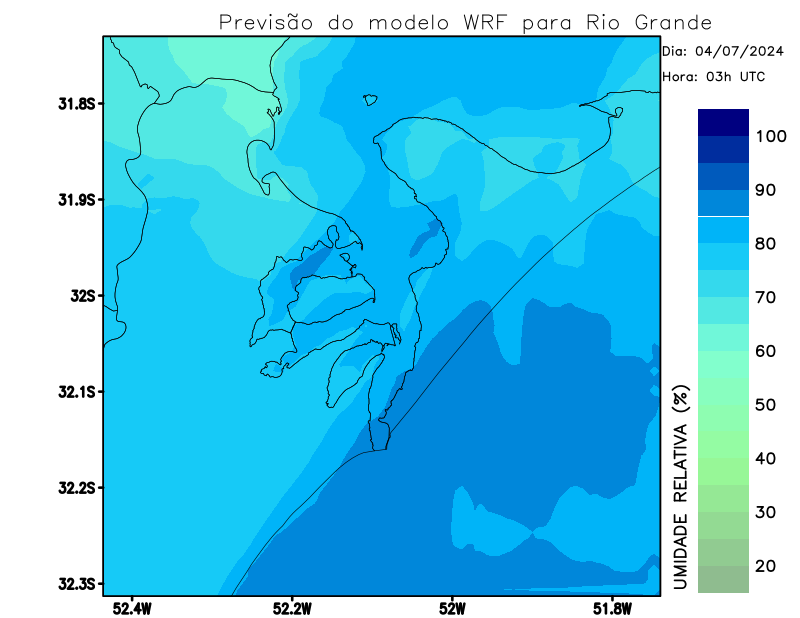 Previsão do modelo WRF para Rio Grande
Dia: 04/07/2024
Hora: 03h UTC
31.8S
31.9S
32S
32.1S
32.2S
32.3S
52.4W
52.2W
52W
51.8W
100
90
80
70
60
50
40
30
20
UMIDADE RELATIVA (%)